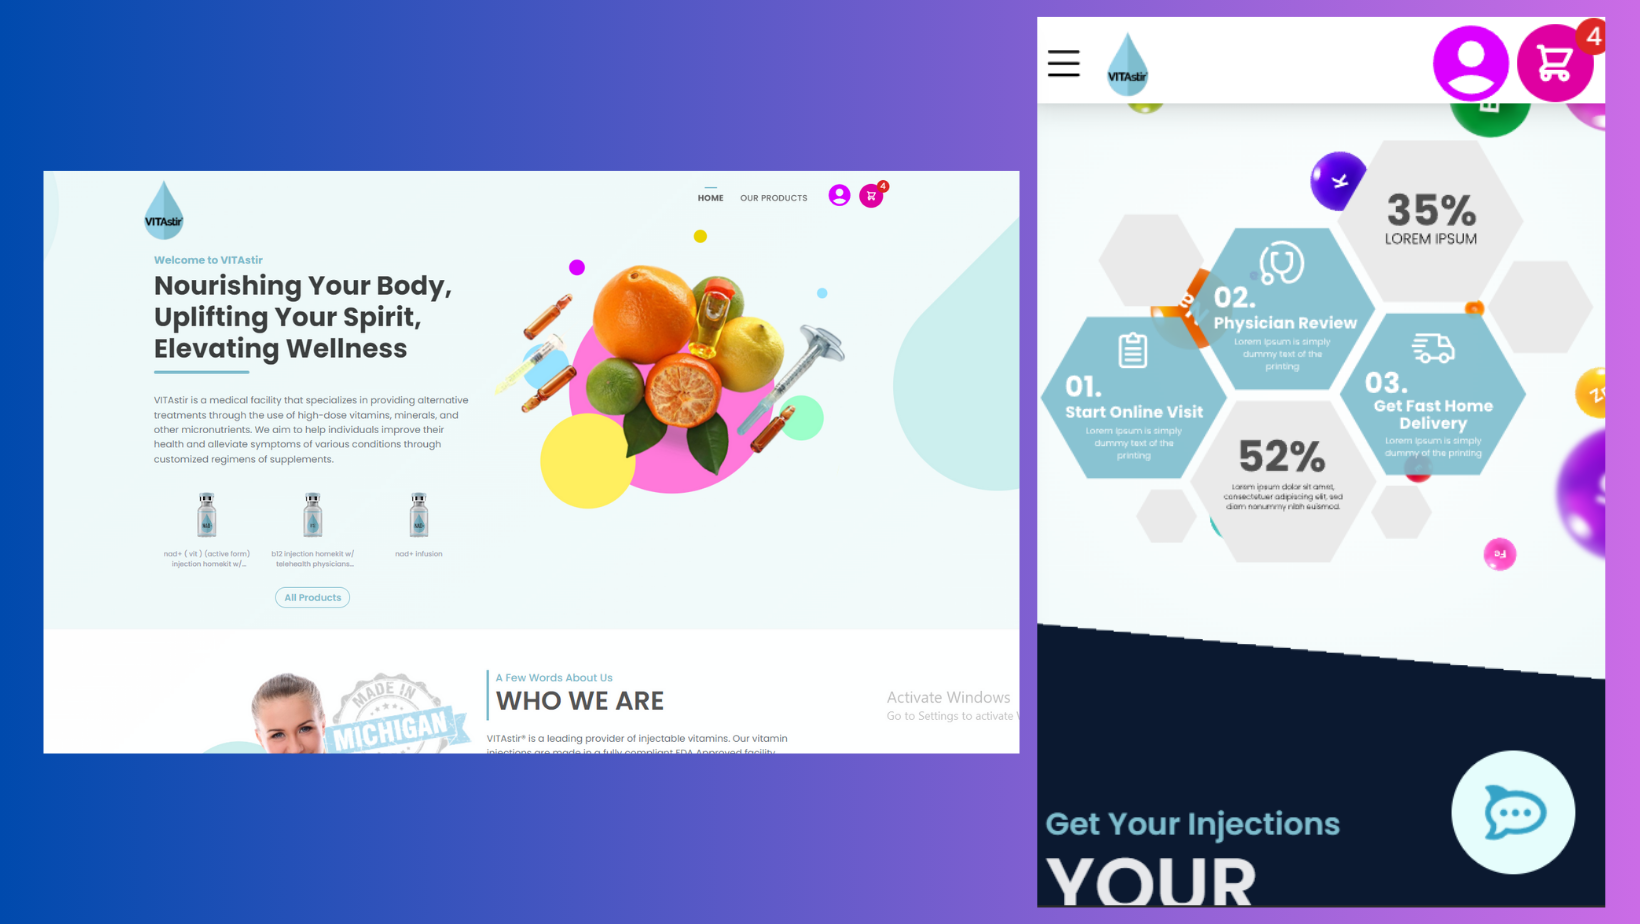 VITAstir
HOME
OUR PRODUCTS
4
Welcome to VITAstir
Nourishing Your Body,
Uplifting Your Spirit,
Elevating Wellness
VITAstir is a medical facility that specializes in providing alternative
treatments through the use of high-dose vitamins, minerals, and
other micronutrients. We aim to help individuals improve their
health and alleviate symptoms of various conditions through
customized regimens of supplements.
nad+ ( vit ) (active form)
injection homekit w/...
b12 injection homekit w/
telehealth physicians...
nad+ infusion
All Products
MADE IN
MICHIGAN
A Few Words About Us
WHO WE ARE
VITAstir® is a leading provider of injectable vitamins. Our vitamin
injections are made in a fully compliant FDA Approved facility
Activate Windows
Go to Settings to activate
VITAstir
4
K
35%
LOREM IPSUM
02.
Physician Review
Lorem Ipsum is simply
dummy text of the
printing
01.
Start Online Visit
Lorem Ipsum is simply
dummy text of the
printing
03.
Get Fast Home
Delivery
Lorem Ipsum is simply
dummy of the printing
Zn
52%
Lorem ipsum dolor sit amet,
consectetuer adipiscing elit, sed
diam nonummy nibh euismod.
Fe
Get Your Injections
YOUR